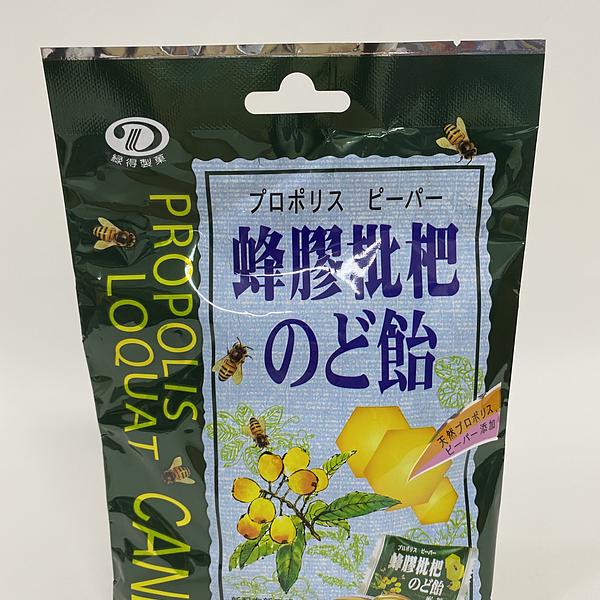 緑得製菓
PROPOLIS
LOQUAT CAN
プロポリス ピーパー
蜂膠枇杷
のど飴
天然プロポリス、
ピーパー添加
プロポリス ピーパー
蜂膠枇杷
のど飴